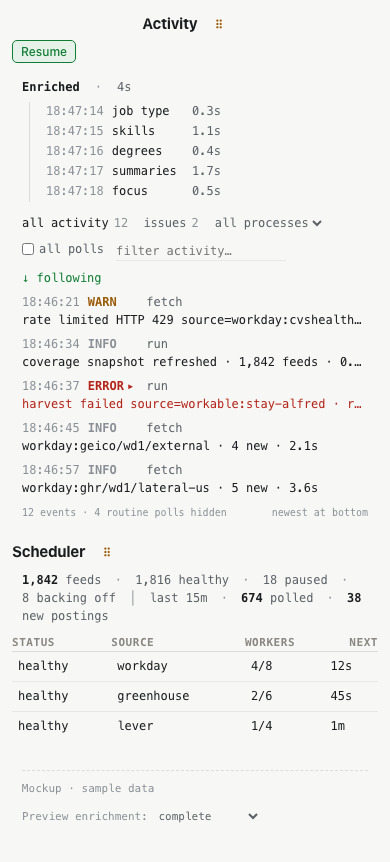 Activity ⠿
Resume
Enriched · 4s
18:47:14 job type 0.3s
18:47:15 skills 1.1s
18:47:16 degrees 0.4s
18:47:17 summaries 1.7s
18:47:18 focus 0.5s
all activity 12 issues 2 all processes
all polls filter activity…
↓ following
18:46:21 WARN fetch
rate limited HTTP 429 source=workday:cvshealth…
18:46:34 INFO run
coverage snapshot refreshed · 1,842 feeds · 0.…
18:46:37 ERROR ▸ run
harvest failed source=workable:stay-alfred · r…
18:46:45 INFO fetch
workday:geico/wd1/external · 4 new · 2.1s
18:46:57 INFO fetch
workday:ghr/wd1/lateral-us · 5 new · 3.6s
12 events · 4 routine polls hidden newest at bottom
Scheduler ⠿
1,842 feeds · 1,816 healthy · 18 paused ·
8 backing off | last 15m · 674 polled · 38
new postings
STATUS SOURCE WORKERS NEXT
healthy workday 4/8 12s
healthy greenhouse 2/6 45s
healthy lever 1/4 1m
Mockup · sample data
Preview enrichment: complete